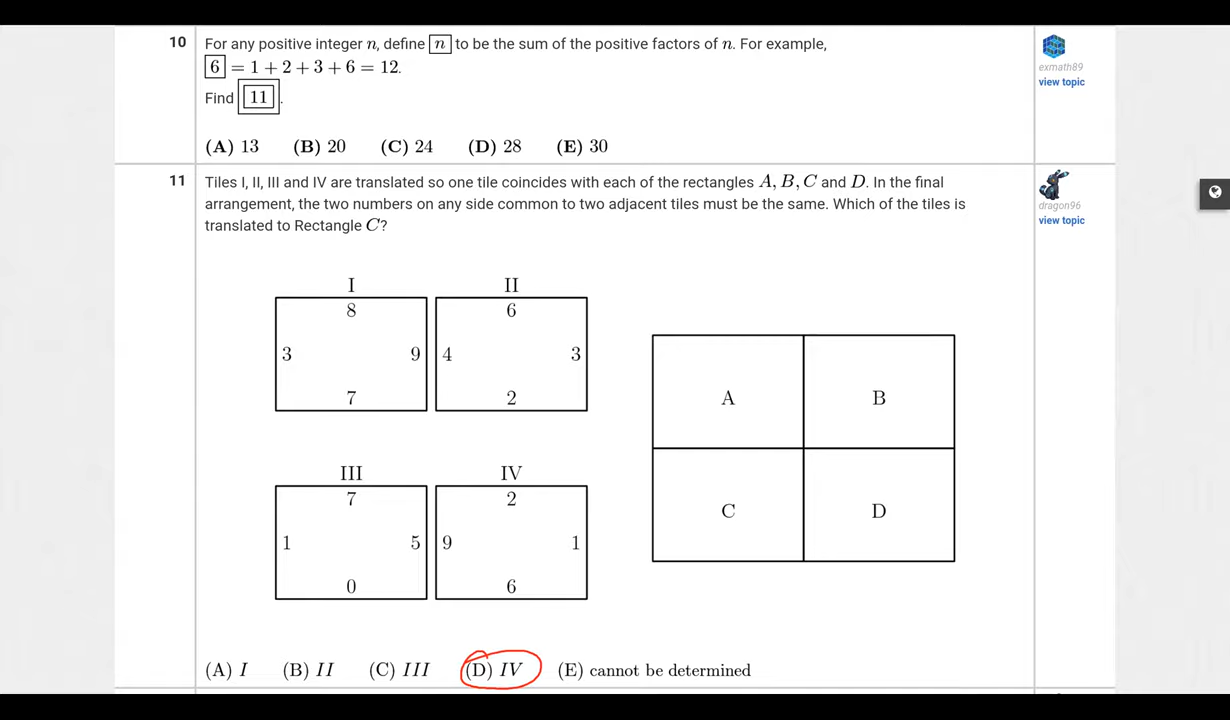 10
For any positive integer n, define n to be the sum of the positive factors of n. For example,
6 = 1 + 2 + 3 + 6 = 12.
Find 11 .
(A) 13 (B) 20 (C) 24 (D) 28 (E) 30
exmath89
view topic
11
Tiles I, II, III and IV are translated so one tile coincides with each of the rectangles A, B, C and D. In the final
arrangement, the two numbers on any side common to two adjacent tiles must be the same. Which of the tiles is
translated to Rectangle C?
dragon96
view topic
I II
8 6
3 9 4 3
7 2
III IV
7 2
1 5 9 1
0 6
A B
C D
(A) I (B) II (C) III (D) IV (E) cannot be determined